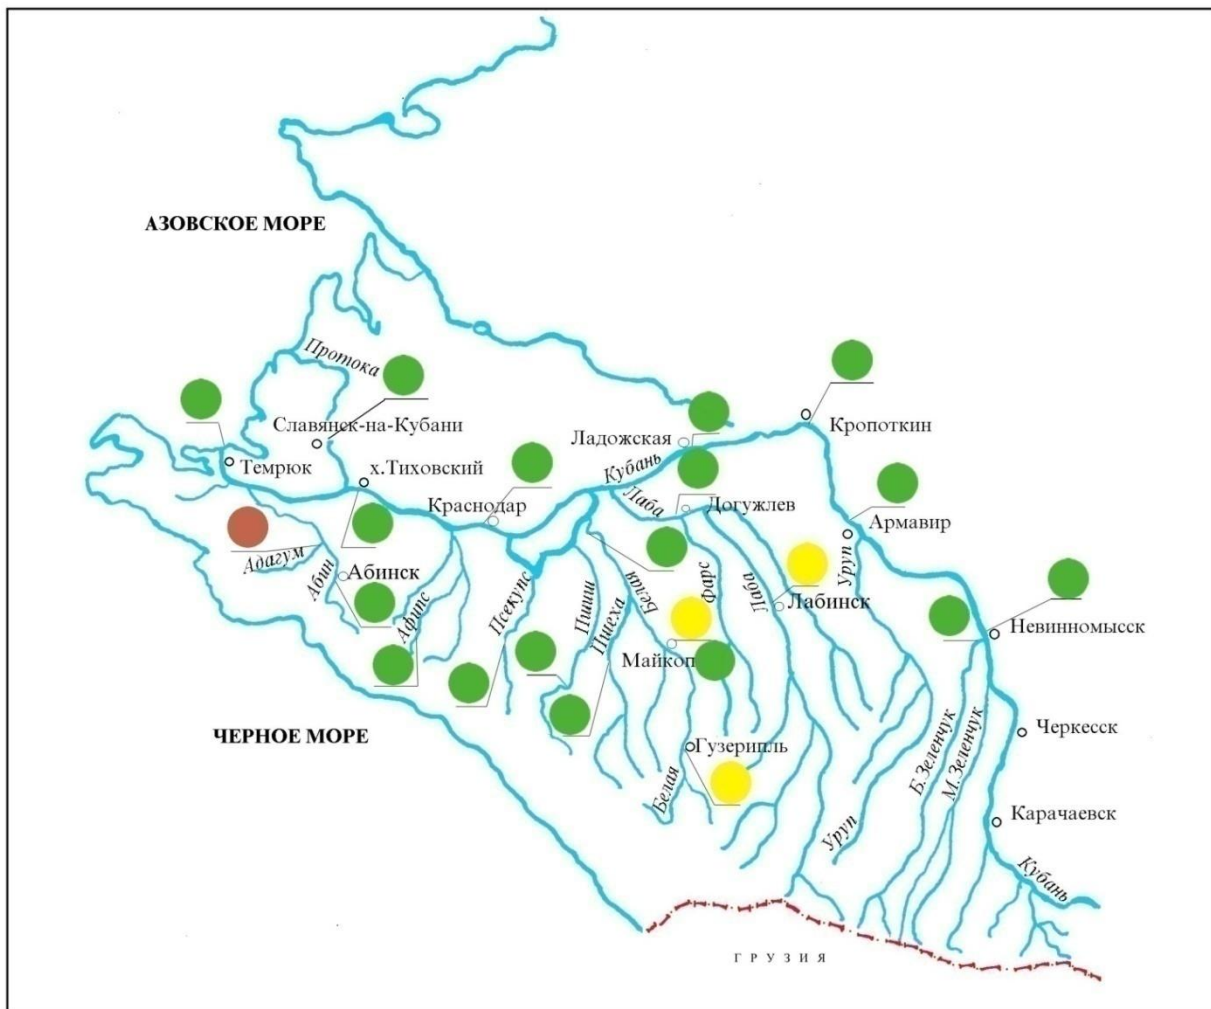 АЗОВСКОЕ МОРЕ
Протока
Славянск-на-Кубани
Темрюк
х.Тиховский
Ладожская
Кропоткин
Кубань
Лаба
Краснодар
Догужлев
Армавир
Адагум
Абин
Абинск
Афипс
Псекупс
Пшиш
Пшеха
Белая
Фарс
Лаба
Лабинск
Уруп
Невинномысск
Майкоп
ЧЕРНОЕ МОРЕ
Гузерипль
Белая
Б.Зеленчук
М.Зеленчук
Черкесск
Уруп
Карачаевск
Кубань
ГРУЗИЯ